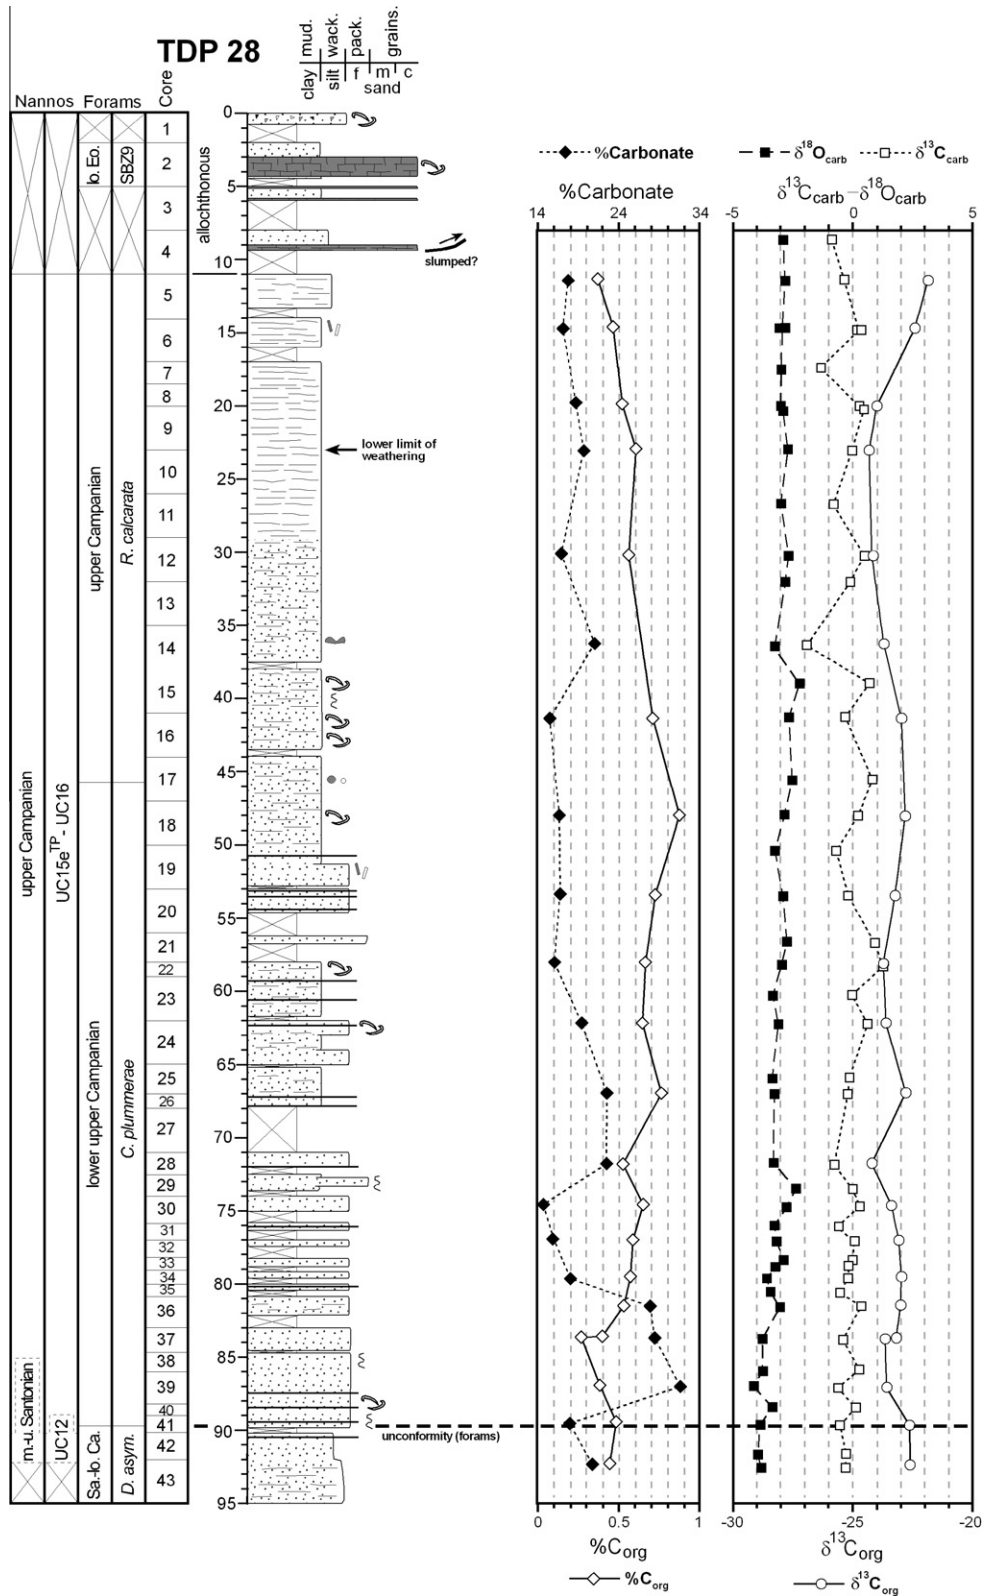 TDP 28
mud.
wack.
pack.
grains.
clay
silt
f
m
c
sand
Nannos
Forams
Core
0
5
10
15
20
25
30
35
40
45
50
55
60
65
70
75
80
85
90
95
1
2
3
4
5
6
7
8
9
10
11
12
13
14
15
16
17
18
19
20
21
22
23
24
25
26
27
28
29
30
31
32
33
34
35
36
37
38
39
40
41
42
43
lo. Eo.
SBZ9
allochthonous
slumped?
lower limit of
weathering
upper Campanian
UC15e^TP - UC16
upper Campanian
R. calcarata
lower upper Campanian
C. plummerae
m.-u. Santonian
UC12
Sa.-lo. Ca.
D. asym.
unconformity (forams)
%Carbonate
δ18Ocarb
δ13Ccarb
%Carbonate
δ13Ccarb–δ18Ocarb
14
24
34
-5
0
5
0
0.5
1
-30
-25
-20
%Corg
δ13Corg
%Corg
δ13Corg